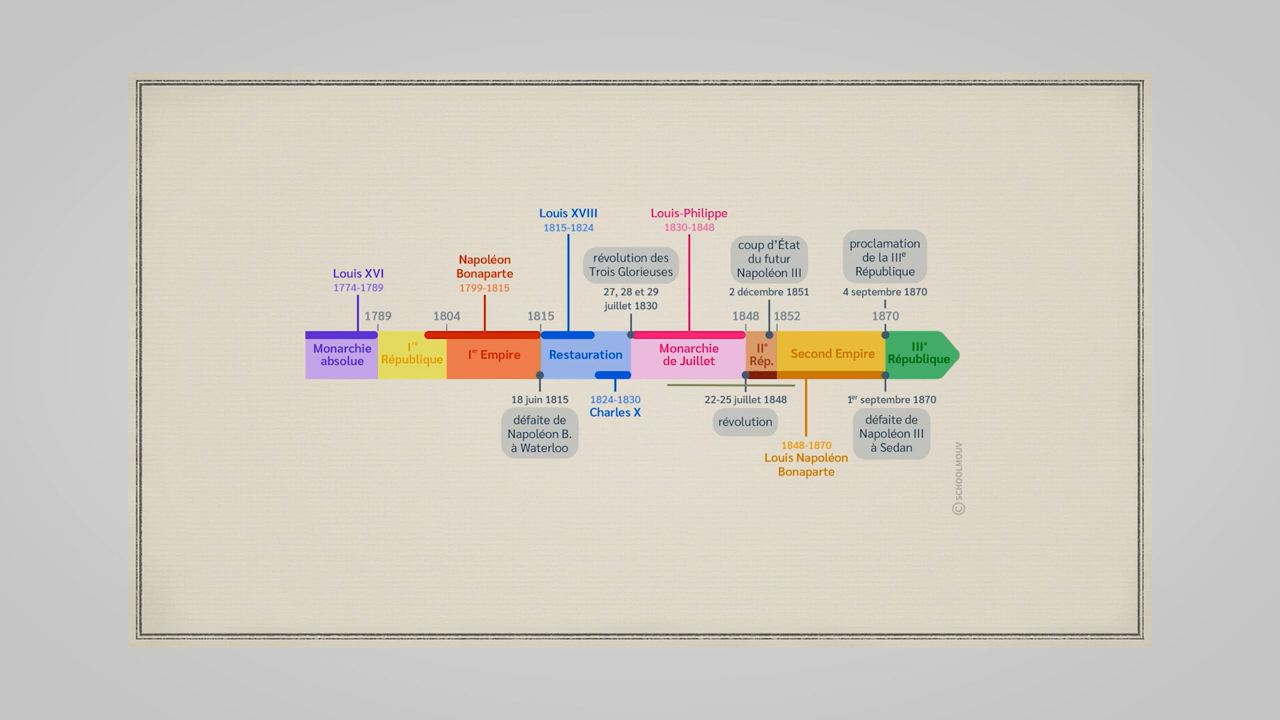 Louis XVIII
1815-1824
Louis-Philippe
1830-1848
Louis XVI
1774-1789
Napoléon
Bonaparte
1799-1815
révolution des
Trois Glorieuses
27, 28 et 29
juillet 1830
coup d’État
du futur
Napoléon III
2 décembre 1851
proclamation
de la IIIe
République
4 septembre 1870
1789
1804
1815
1848
1852
1870
Monarchie
absolue
Ire
République
Ier Empire
Restauration
Monarchie
de Juillet
IIe
Rép.
Second Empire
IIIe
République
18 juin 1815
défaite de
Napoléon B.
à Waterloo
1824-1830
Charles X
22-25 juillet 1848
révolution
1848-1870
Louis Napoléon
Bonaparte
1er septembre 1870
défaite de
Napoléon III
à Sedan
© SCHOOLMOUV